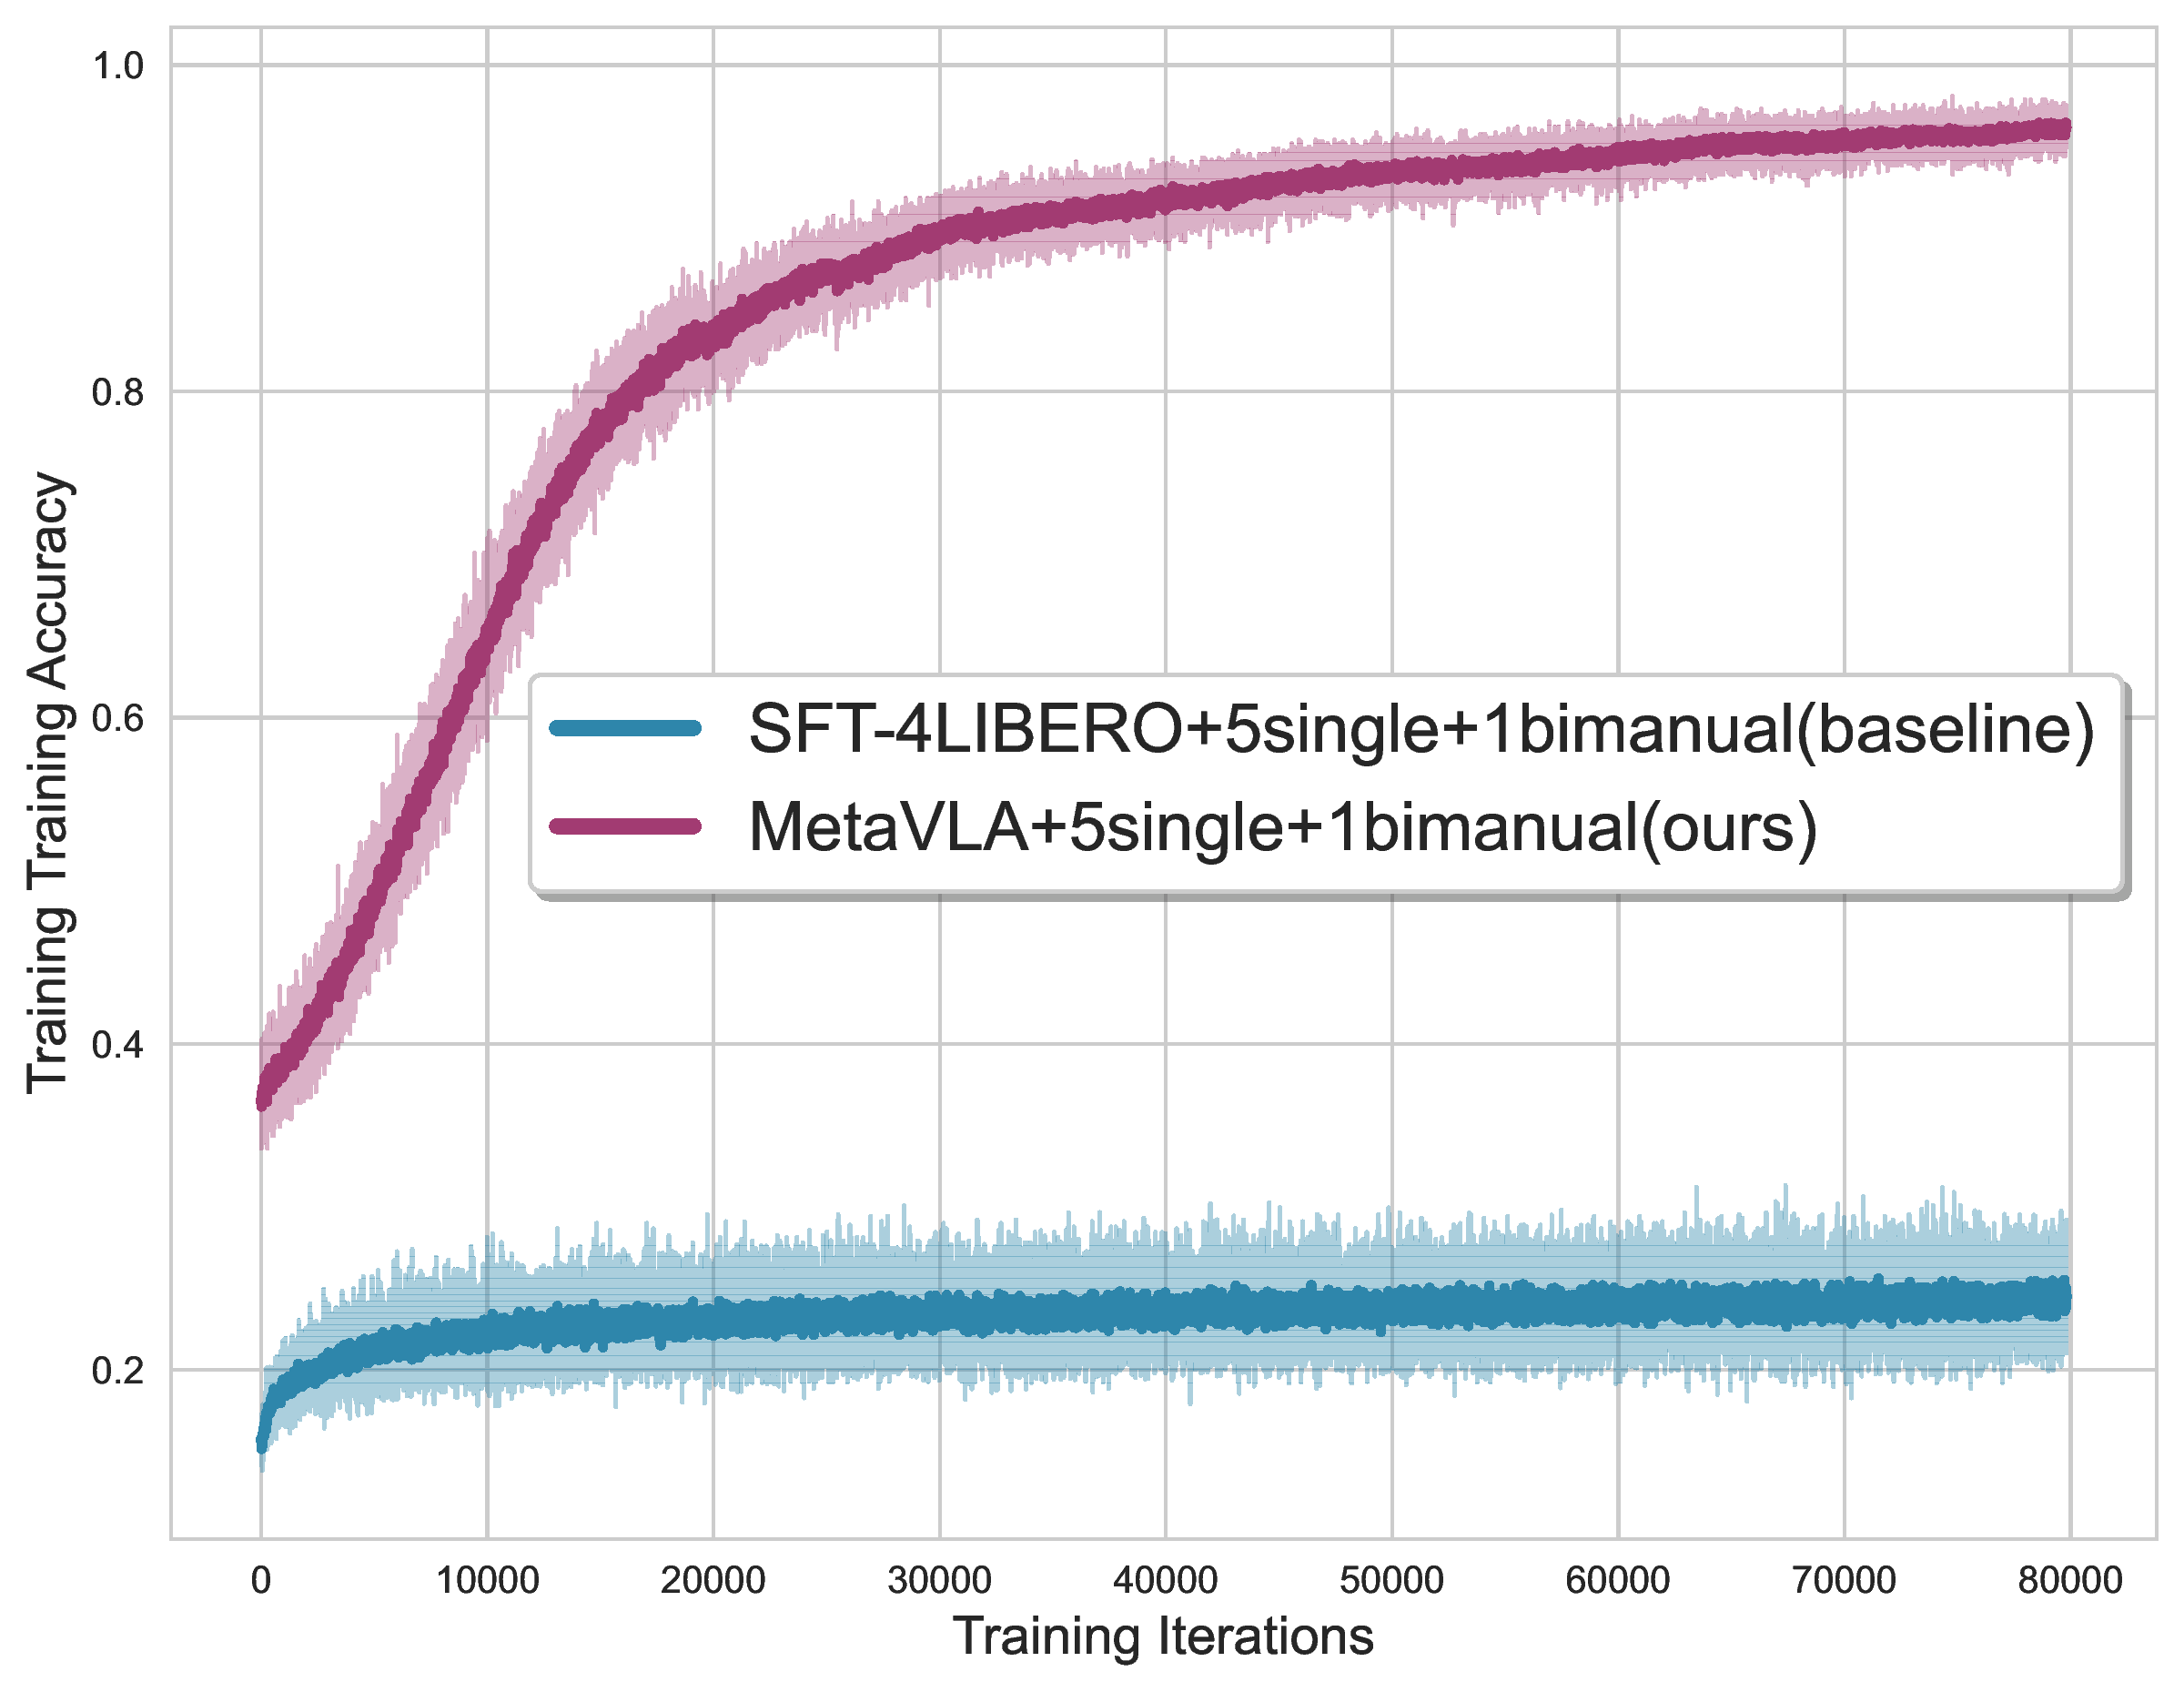 1.0
0.8
0.6
0.4
0.2
Training Training Accuracy
SFT-4LIBERO+5single+1bimanual(baseline)
MetaVLA+5single+1bimanual(ours)
0 10000 20000 30000 40000 50000 60000 70000 80000
Training Iterations